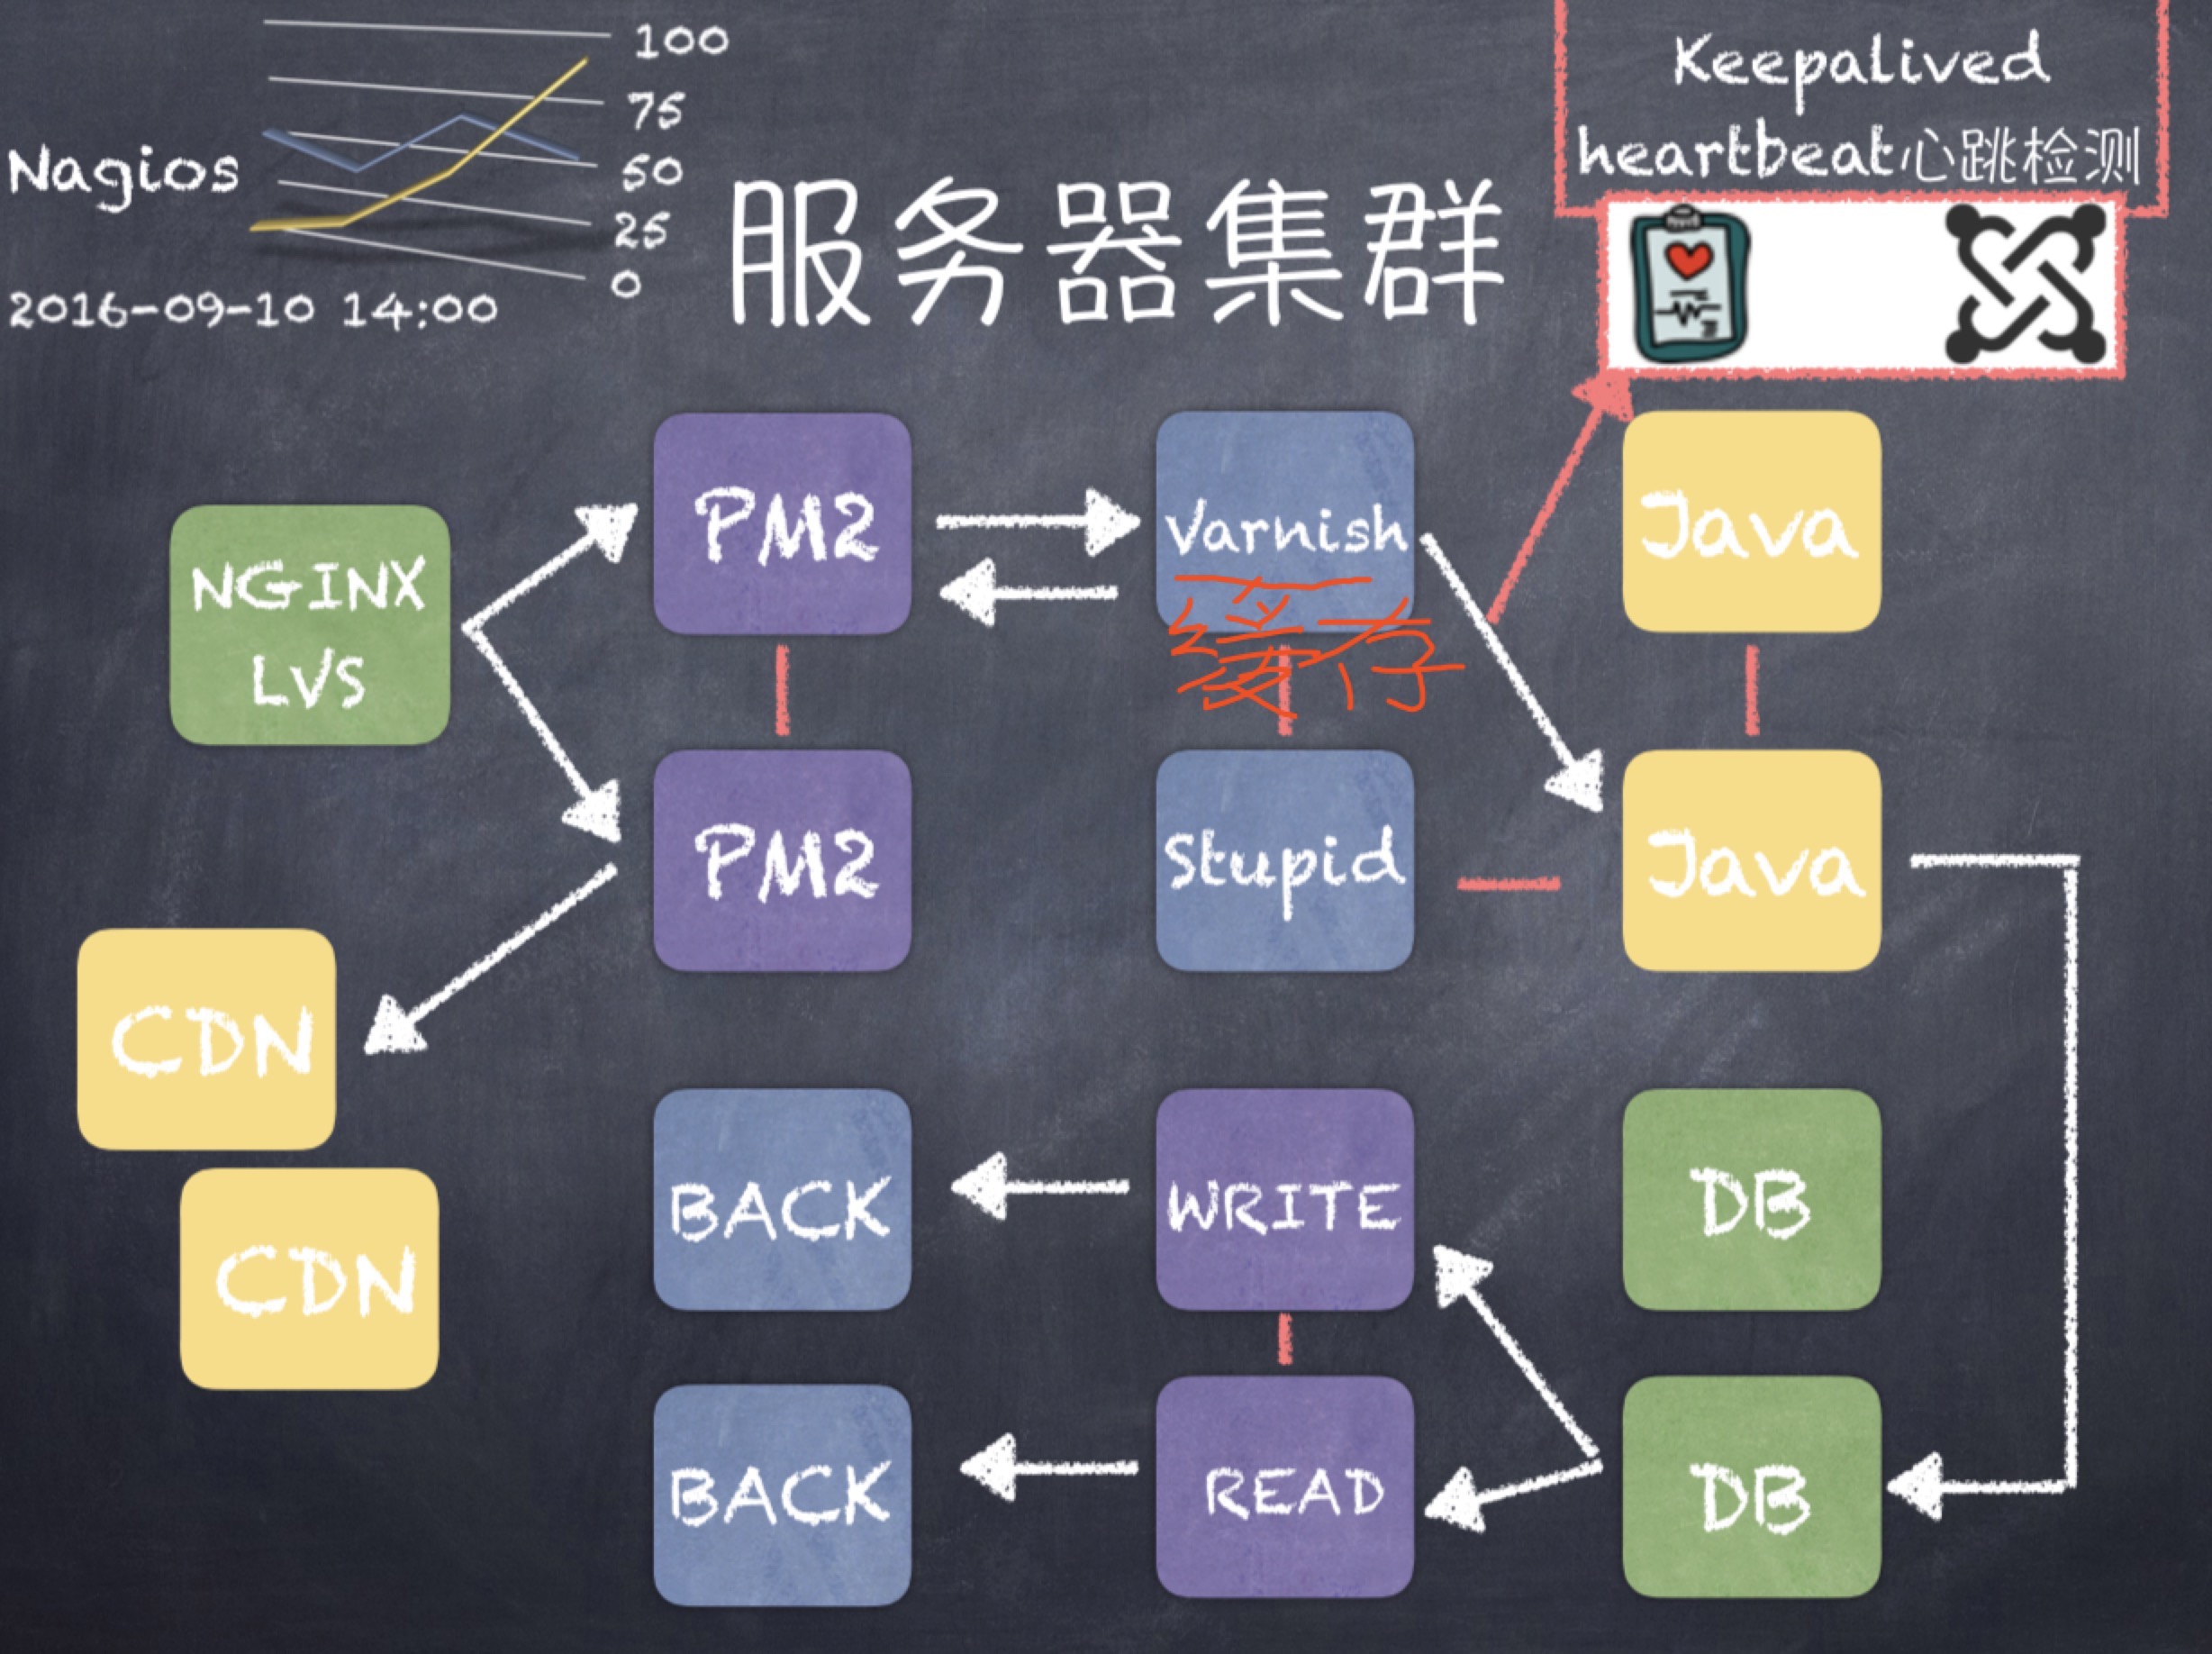 100
75
50
25
0
Nagios
2016-09-10 14:00
服务器集群
Keepalived
heartbeat心跳检测
NGINX
LVS
PM2
Varnish
缓存
Java
PM2
Stupid
Java
CDN
CDN
BACK
WRITE
DB
BACK
READ
DB